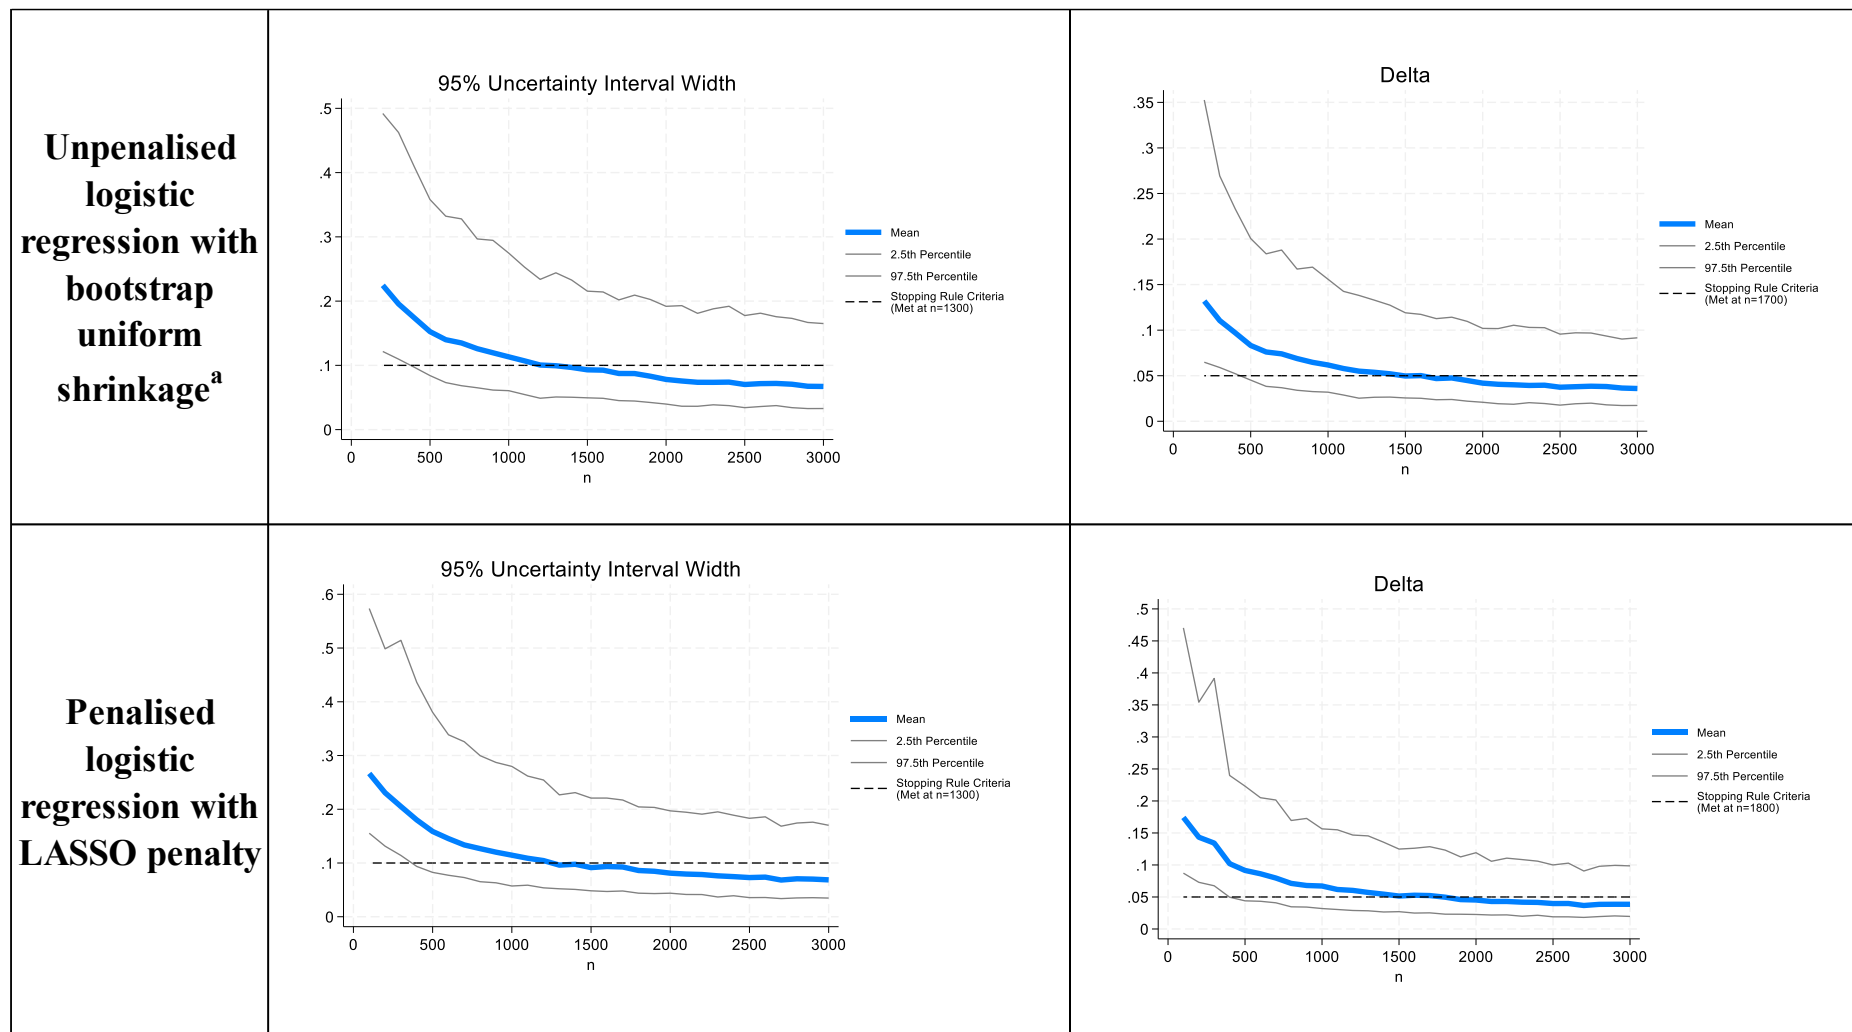 Unpenalised
logistic
regression with
bootstrap
uniform
shrinkageᵃ
95% Uncertainty Interval Width
.5
.4
.3
.2
.1
0
0 500 1000 1500 2000 2500 3000
n
Mean
2.5th Percentile
97.5th Percentile
Stopping Rule Criteria
(Met at n=1300)
Delta
.35
.3
.25
.2
.15
.1
.05
0
0 500 1000 1500 2000 2500 3000
n
Mean
2.5th Percentile
97.5th Percentile
Stopping Rule Criteria
(Met at n=1700)
Penalised
logistic
regression with
LASSO penalty
95% Uncertainty Interval Width
.6
.5
.4
.3
.2
.1
0
0 500 1000 1500 2000 2500 3000
n
Mean
2.5th Percentile
97.5th Percentile
Stopping Rule Criteria
(Met at n=1300)
Delta
.5
.45
.4
.35
.3
.25
.2
.15
.1
.05
0
0 500 1000 1500 2000 2500 3000
n
Mean
2.5th Percentile
97.5th Percentile
Stopping Rule Criteria
(Met at n=1800)